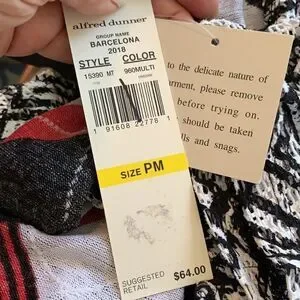 alfred dunner
GROUP NAME
BARCELONA
2018
STYLE COLOR
15390 MT 960MULTI
1 91608 22778 1
SIZE PM
SUGGESTED
RETAIL $64.00
to the delicate nature of
arment, please remove
before trying on.
should be taken
lls and snags.